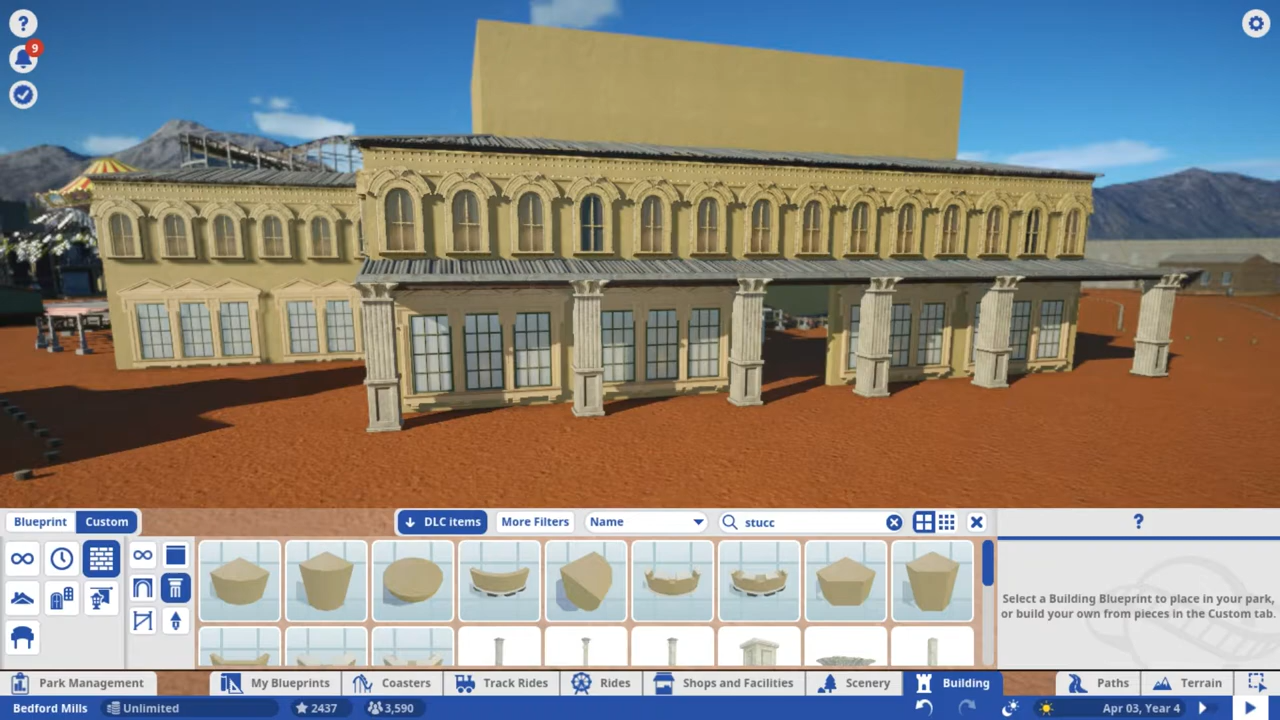 ?
9
Blueprint Custom DLC items More Filters Name stucc ?
Select a Building Blueprint to place in your park,
or build your own from pieces in the Custom tab.
Park Management My Blueprints Coasters Track Rides Rides Shops and Facilities Scenery Building Paths Terrain
Bedford Mills Unlimited 2437 3,590 Apr 03, Year 4